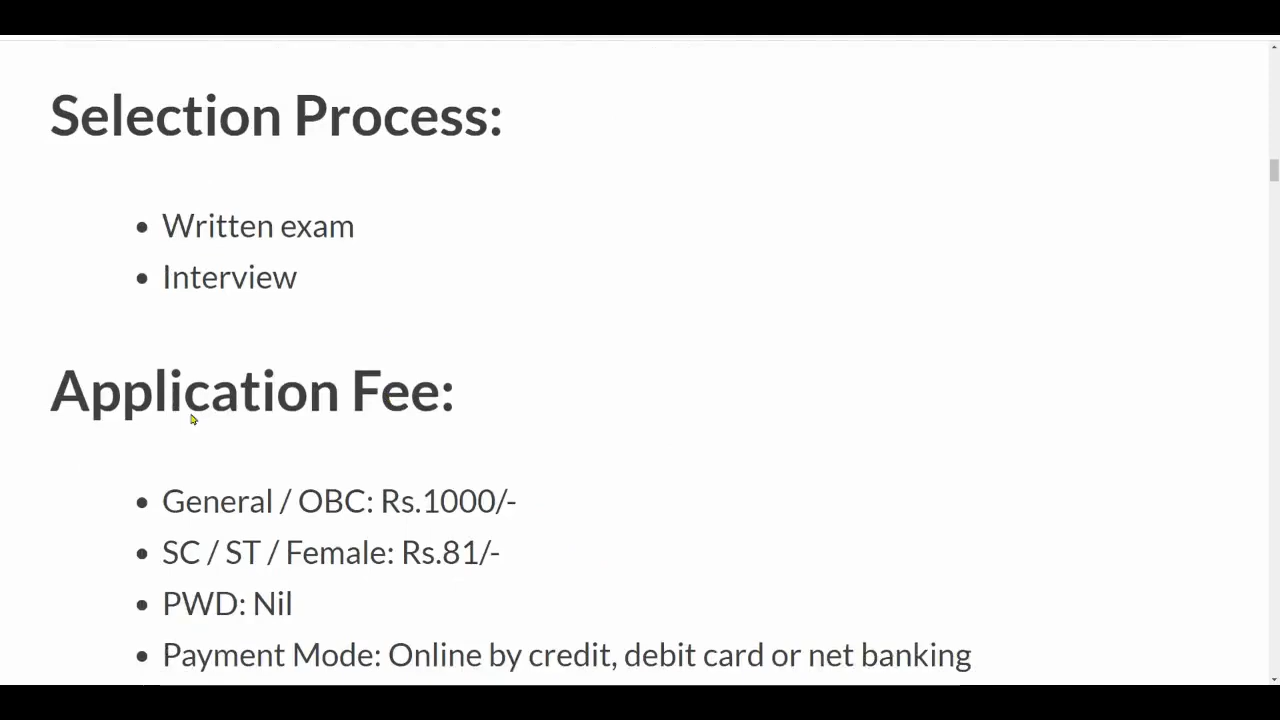 Selection Process:
• Written exam
• Interview
Application Fee:
• General / OBC: Rs.1000/-
• SC / ST / Female: Rs.81/-
• PWD: Nil
• Payment Mode: Online by credit, debit card or net banking